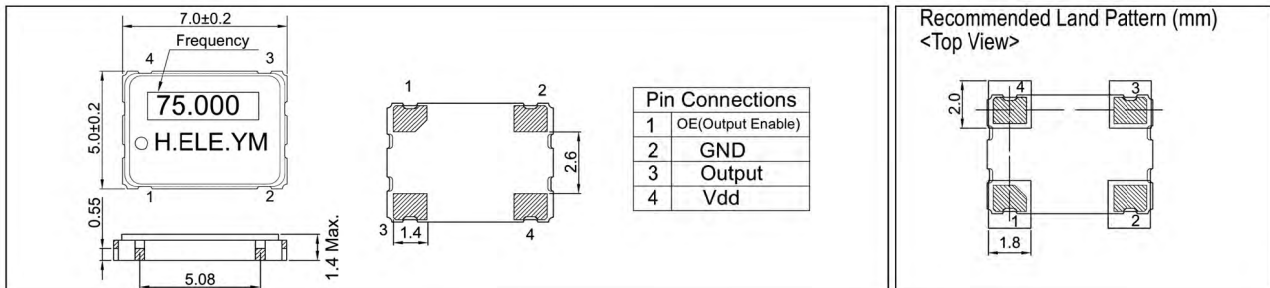 7.0±0.2
Frequency
4 3
75.000
H.ELE.YM
5.0±0.2
1 2
0.55
1.4 Max.
5.08
1 2
2.6
3 1.4 4
Pin Connections
1 OE(Output Enable)
2 GND
3 Output
4 Vdd
Recommended Land Pattern (mm)
<Top View>
2.0
4 3
1 2
1.8